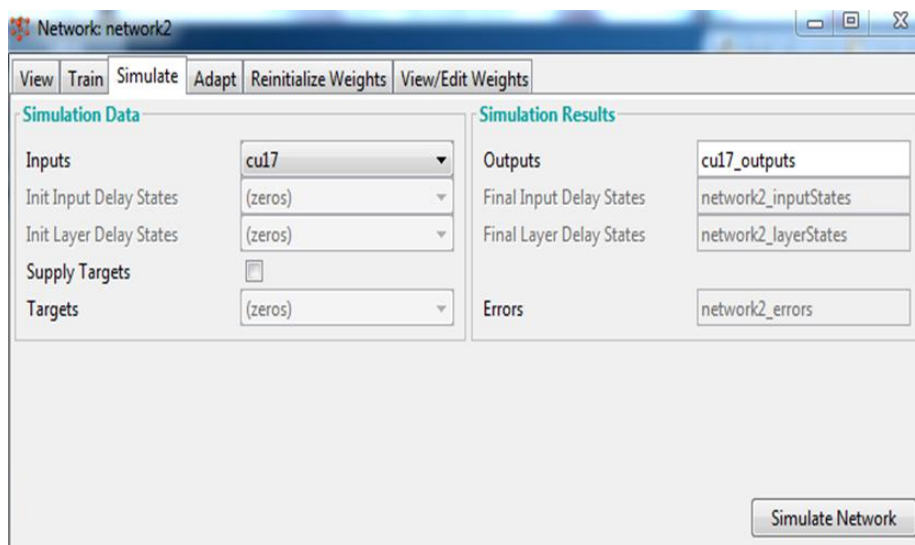 Network: network2
View Train Simulate Adapt Reinitialize Weights View/Edit Weights
Simulation Data
Inputs cu17
Init Input Delay States (zeros)
Init Layer Delay States (zeros)
Supply Targets
Targets (zeros)
Simulation Results
Outputs cu17_outputs
Final Input Delay States network2_inputStates
Final Layer Delay States network2_layerStates
Errors network2_errors
Simulate Network